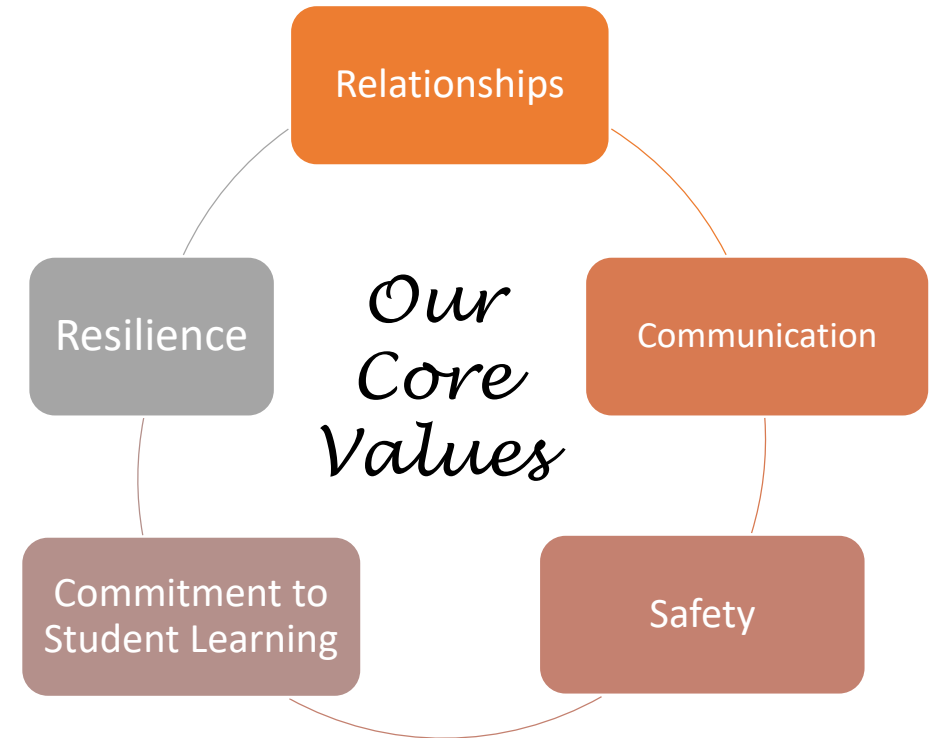 Relationships
Our
Core
Values
Resilience
Communication
Commitment to
Student Learning
Safety